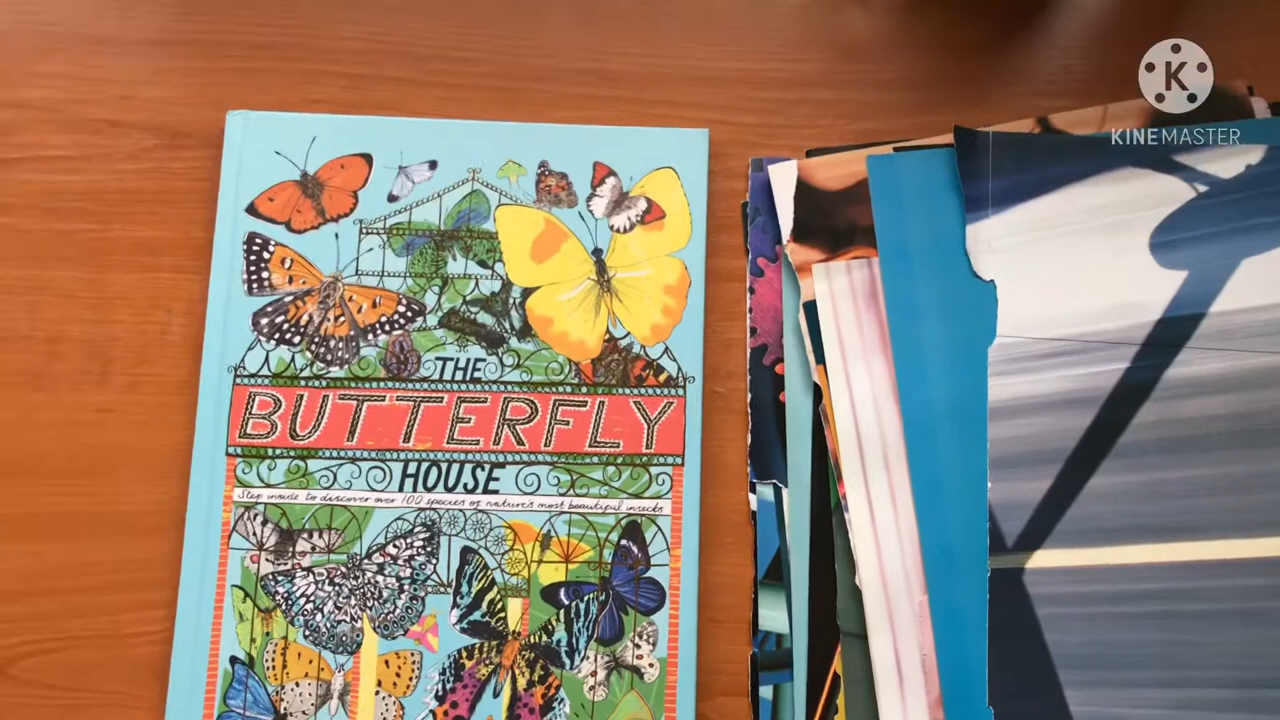 THE
BUTTERFLY
HOUSE
Step inside to discover over 100 species of nature's most beautiful insects
K
KINEMASTER